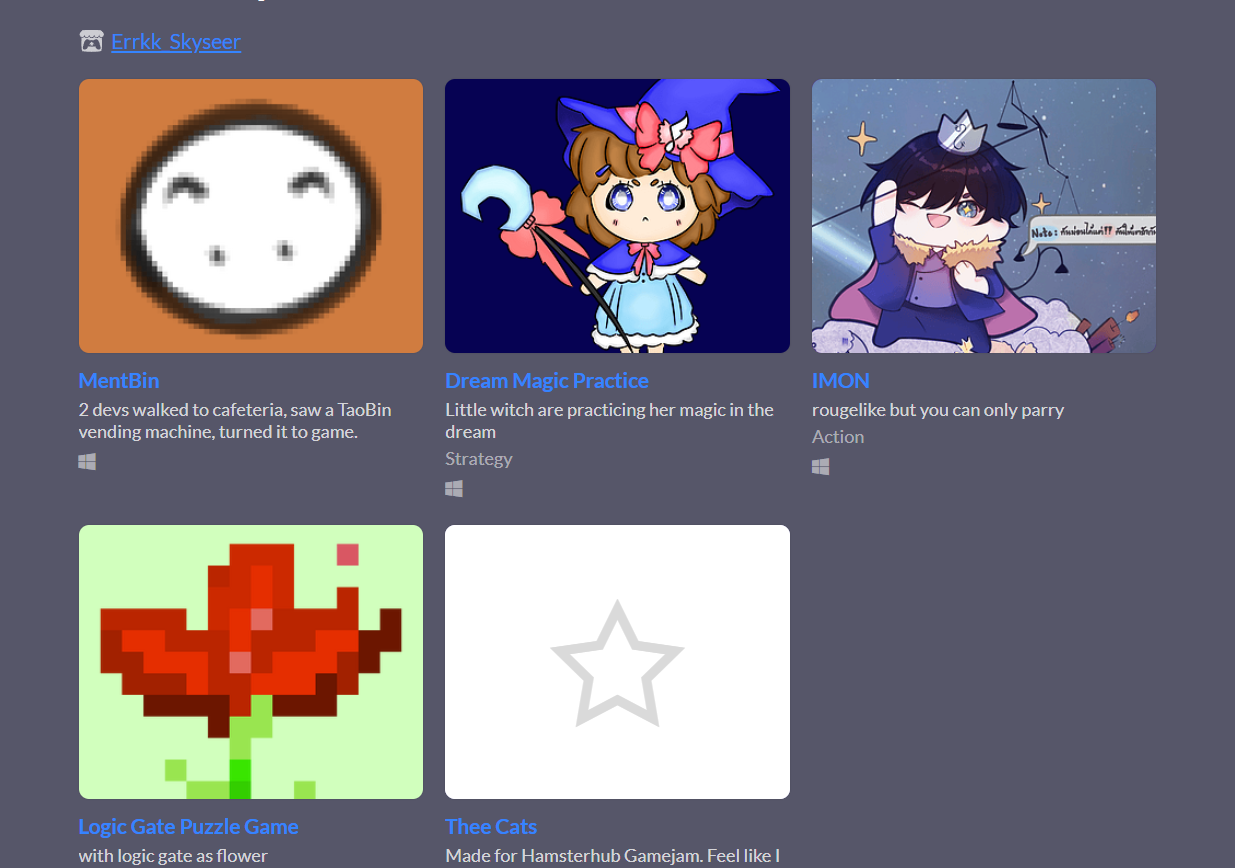 Errkk_Skyseer
MentBin
2 devs walked to cafeteria, saw a TaoBin
vending machine, turned it to game.
Dream Magic Practice
Little witch are practicing her magic in the
dream
Strategy
Note :
IMON
rougelike but you can only parry
Action
Logic Gate Puzzle Game
with logic gate as flower
Thee Cats
Made for Hamsterhub Gamejam. Feel like I